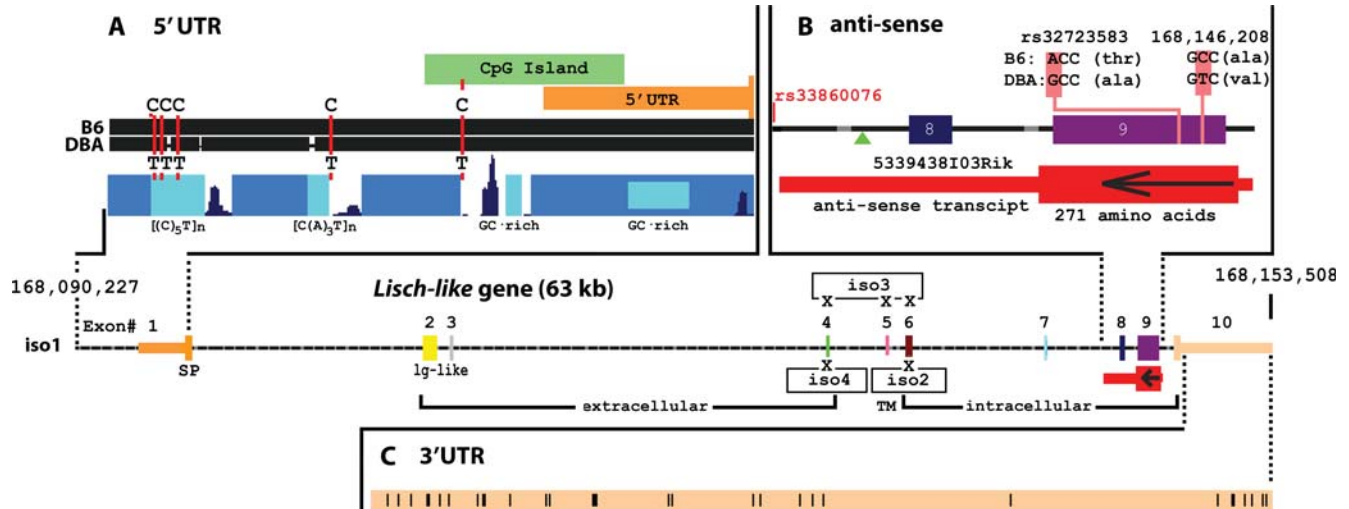 A 5' UTR
CpG Island
5'UTR
C C C C C
B6
DBA
T T T T T
[(C)5T]n [C(A)3T]n GC-rich GC-rich
B anti-sense
rs32723583 168,146,208
B6: ACC (thr) GCC (ala)
DBA: GCC (ala) GTC (val)
rs33860076
8 9
5339438I03Rik
anti-sense transcipt 271 amino acids
168,090,227 Lisch-like gene (63 kb) 168,153,508
iso3
X X X
Exon# 1 2 3 4 5 6 7 8 9 10
iso1
SP lg-like X X
iso4 iso2
extracellular TM intracellular
C 3'UTR